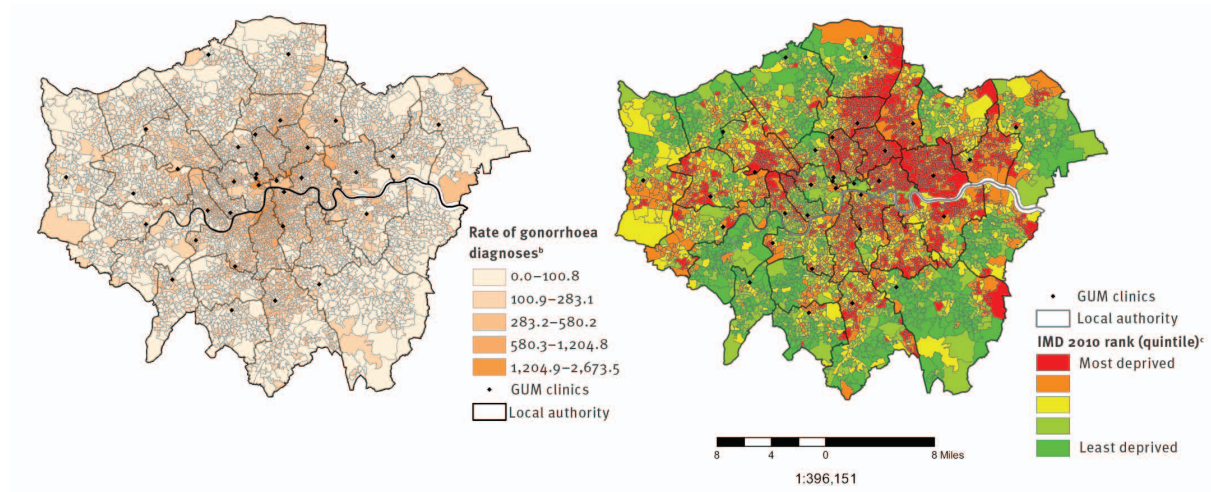 Rate of gonorrhoea
diagnosesᵇ
0.0–100.8
100.9–283.1
283.2–580.2
580.3–1,204.8
1,204.9–2,673.5
GUM clinics
Local authority
GUM clinics
Local authority
IMD 2010 rank (quintile)ᶜ
Most deprived
Least deprived
8 4 0 8 Miles
1:396,151